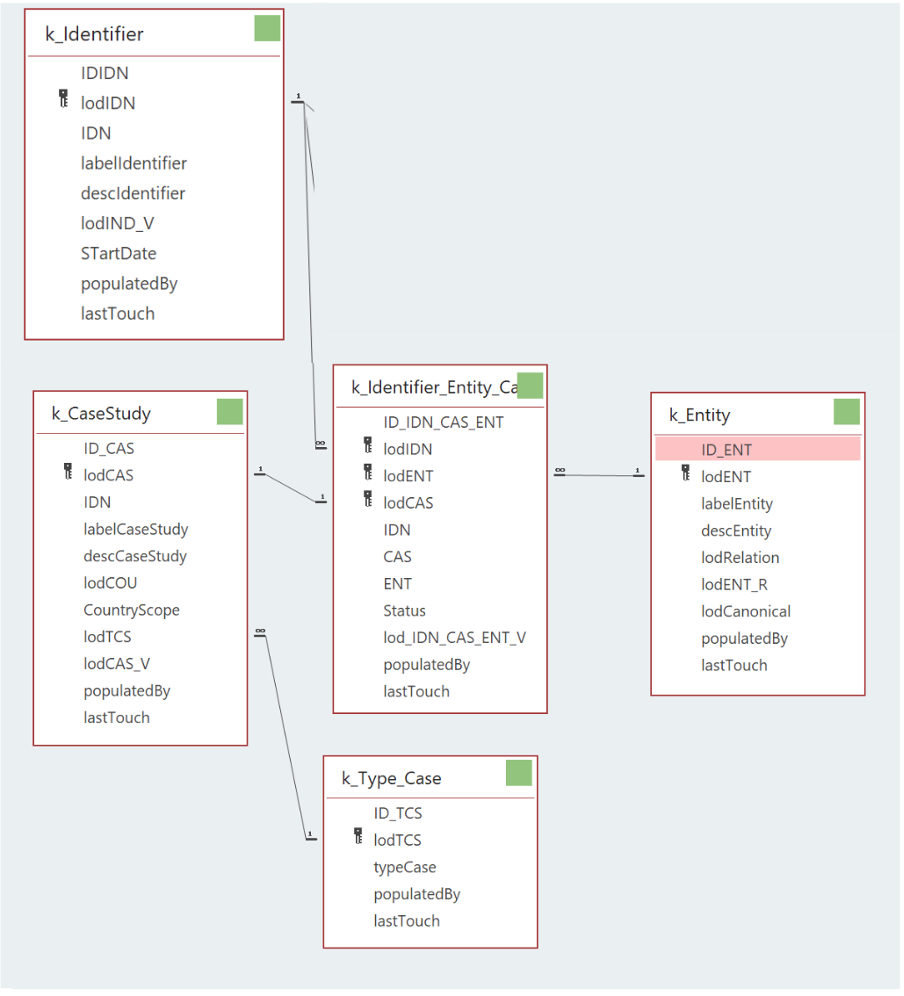 k_Identifier
IDIDN
lodIDN
IDN
labelIdentifier
descIdentifier
lodIND_V
STartDate
populatedBy
lastTouch
1
∞
k_CaseStudy
ID_CAS
lodCAS
IDN
labelCaseStudy
descCaseStudy
lodCOU
CountryScope
lodTCS
lodCAS_V
populatedBy
lastTouch
1
1
∞
1
k_Identifier_Entity_Ca
ID_IDN_CAS_ENT
lodIDN
lodENT
lodCAS
IDN
CAS
ENT
Status
lod_IDN_CAS_ENT_V
populatedBy
lastTouch
∞
1
k_Entity
ID_ENT
lodENT
labelEntity
descEntity
lodRelation
lodENT_R
lodCanonical
populatedBy
lastTouch
k_Type_Case
ID_TCS
lodTCS
typeCase
populatedBy
lastTouch